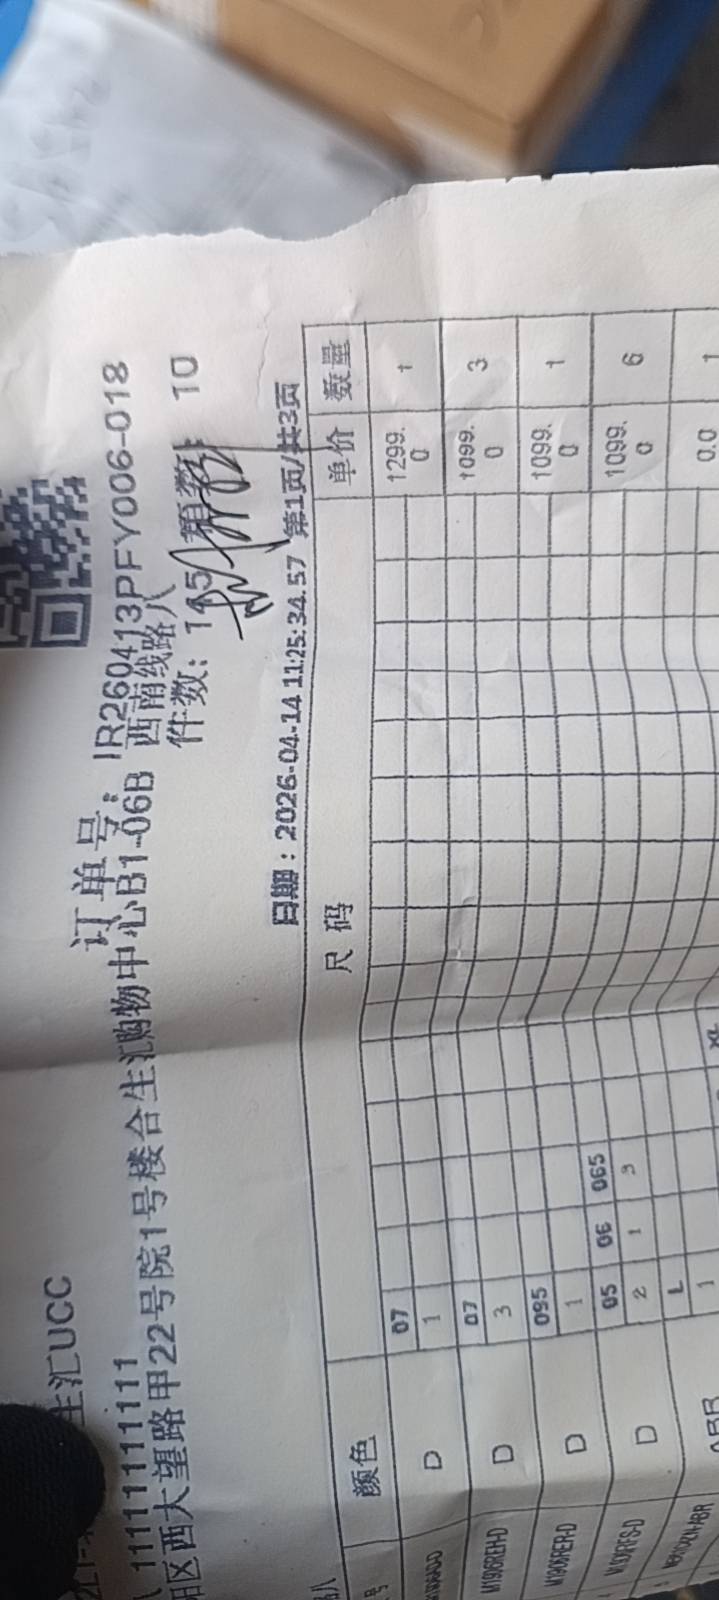 生汇UCC
订单号：IR260413PFY006-018
11111111111
区西大望路甲22号院1号楼合生汇购物中心B1-06B 西南线路八
件数：145 箱数：10
日期：2026-04-14 11:25:34.57 第1页/共3页
颜色 尺码 单价 数量
07
D 1 1299.0 1
07
M1906REH-D D 3 1099.0 3
095
M1906RER-D D 1 1099.0 1
05 06 065
D 2 1 3 1099.0 6
L XL
1 0.0 1